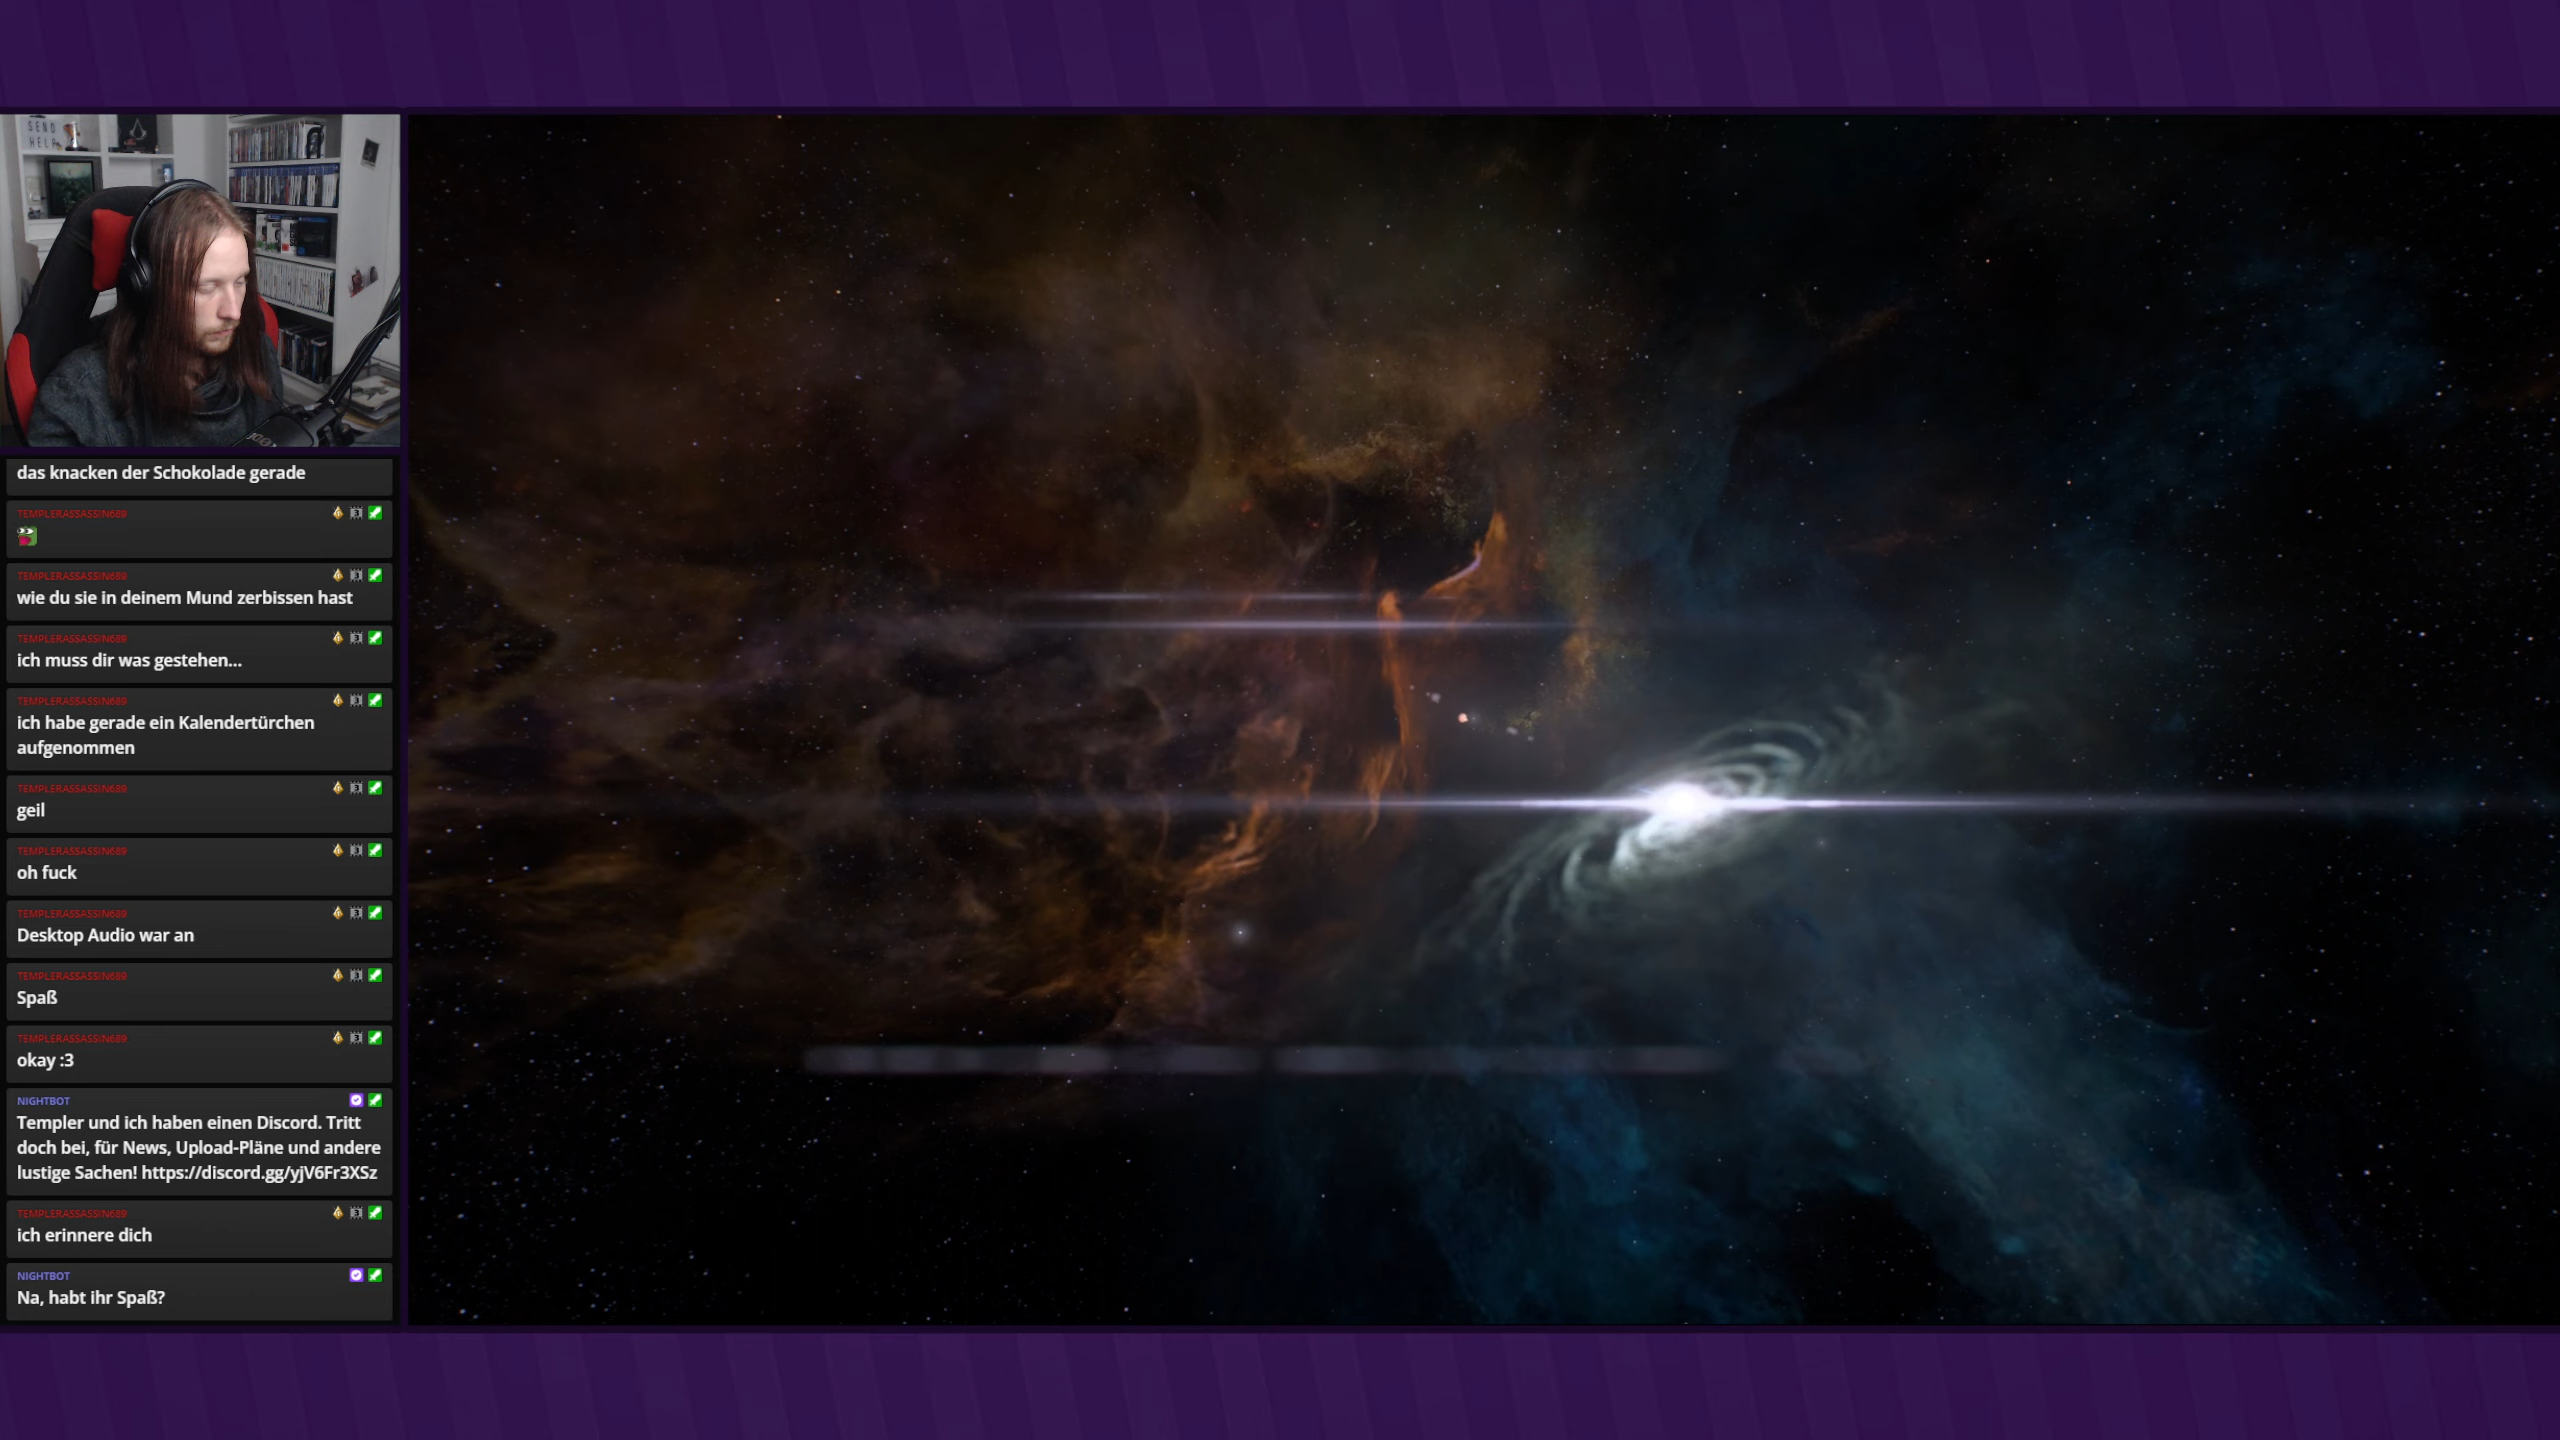 SEND
HELP
das knacken der Schokolade gerade
TEMPLERASSASSIN689
TEMPLERASSASSIN689
wie du sie in deinem Mund zerbissen hast
TEMPLERASSASSIN689
ich muss dir was gestehen...
TEMPLERASSASSIN689
ich habe gerade ein Kalendertürchen
aufgenommen
TEMPLERASSASSIN689
geil
TEMPLERASSASSIN689
oh fuck
TEMPLERASSASSIN689
Desktop Audio war an
TEMPLERASSASSIN689
Spaß
TEMPLERASSASSIN689
okay :3
NIGHTBOT
Templer und ich haben einen Discord. Tritt
doch bei, für News, Upload-Pläne und andere
lustige Sachen! https://discord.gg/yjV6Fr3XSz
TEMPLERASSASSIN689
ich erinnere dich
NIGHTBOT
Na, habt ihr Spaß?